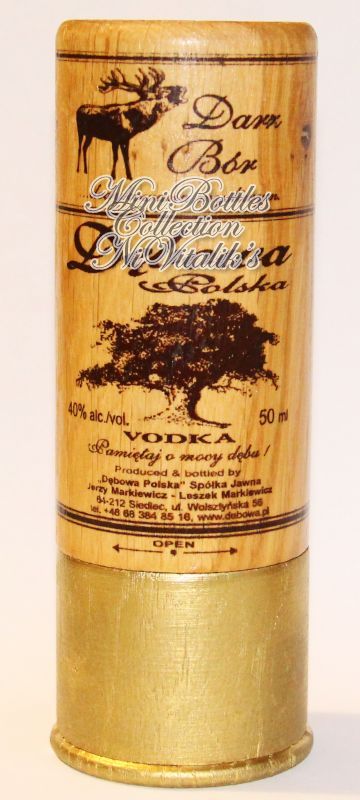 Darz
Bór
Mini Bottles
Collection
NiVitalik's
Polska
40% alc./vol.
50 ml
VODKA
Pamiętaj o mocy dębu!
Produced & bottled by
„Dębowa Polska" Spółka Jawna
Jerzy Markiewicz - Leszek Markiewicz
64-212 Siedlec, ul. Wolsztyńska 56
tel. +48 68 384 85 16, www.debowa.pl
OPEN